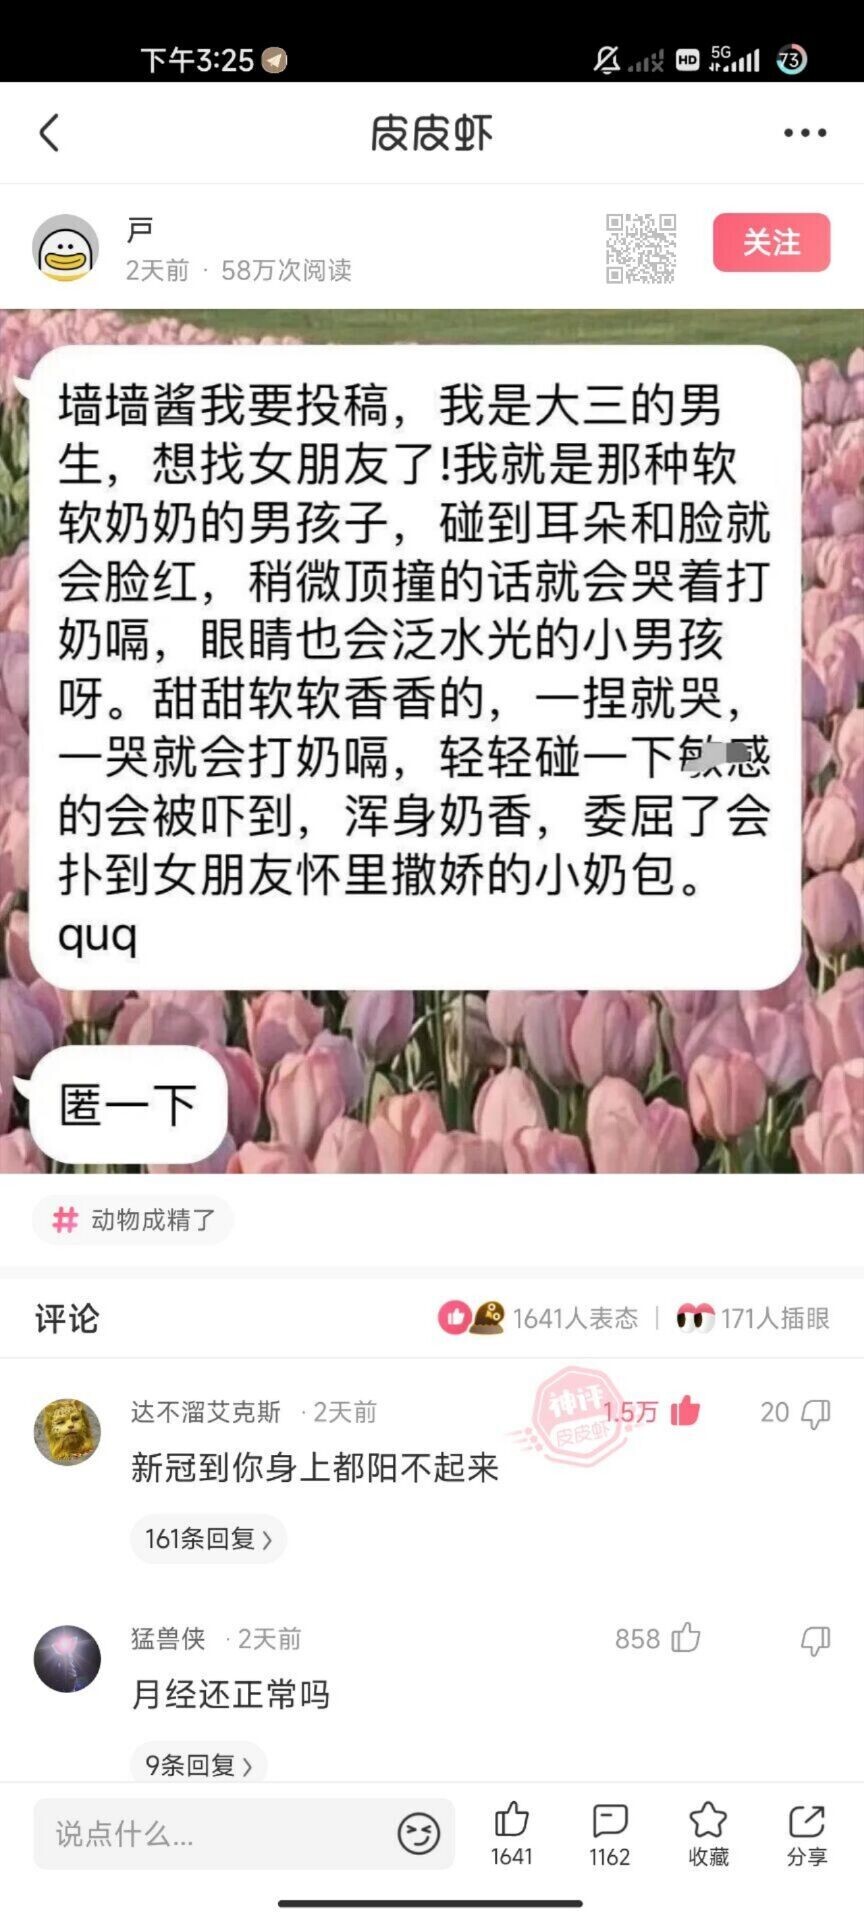 下午3:25
HD 5G 73
皮皮虾
戸
2天前 · 58万次阅读
关注
墙墙酱我要投稿，我是大三的男
生，想找女朋友了!我就是那种软
软奶奶的男孩子，碰到耳朵和脸就
会脸红，稍微顶撞的话就会哭着打
奶嗝，眼睛也会泛水光的小男孩
呀。甜甜软软香香的，一捏就哭，
一哭就会打奶嗝，轻轻碰一下敏感
的会被吓到，浑身奶香，委屈了会
扑到女朋友怀里撒娇的小奶包。
quq
匿一下
# 动物成精了
评论
1641人表态 | 171人插眼
达不溜艾克斯 · 2天前
神评
皮皮虾
1.5万
20
新冠到你身上都阳不起来
161条回复 >
猛兽侠 · 2天前
858
月经还正常吗
9条回复 >
说点什么...
1641
1162
收藏
分享